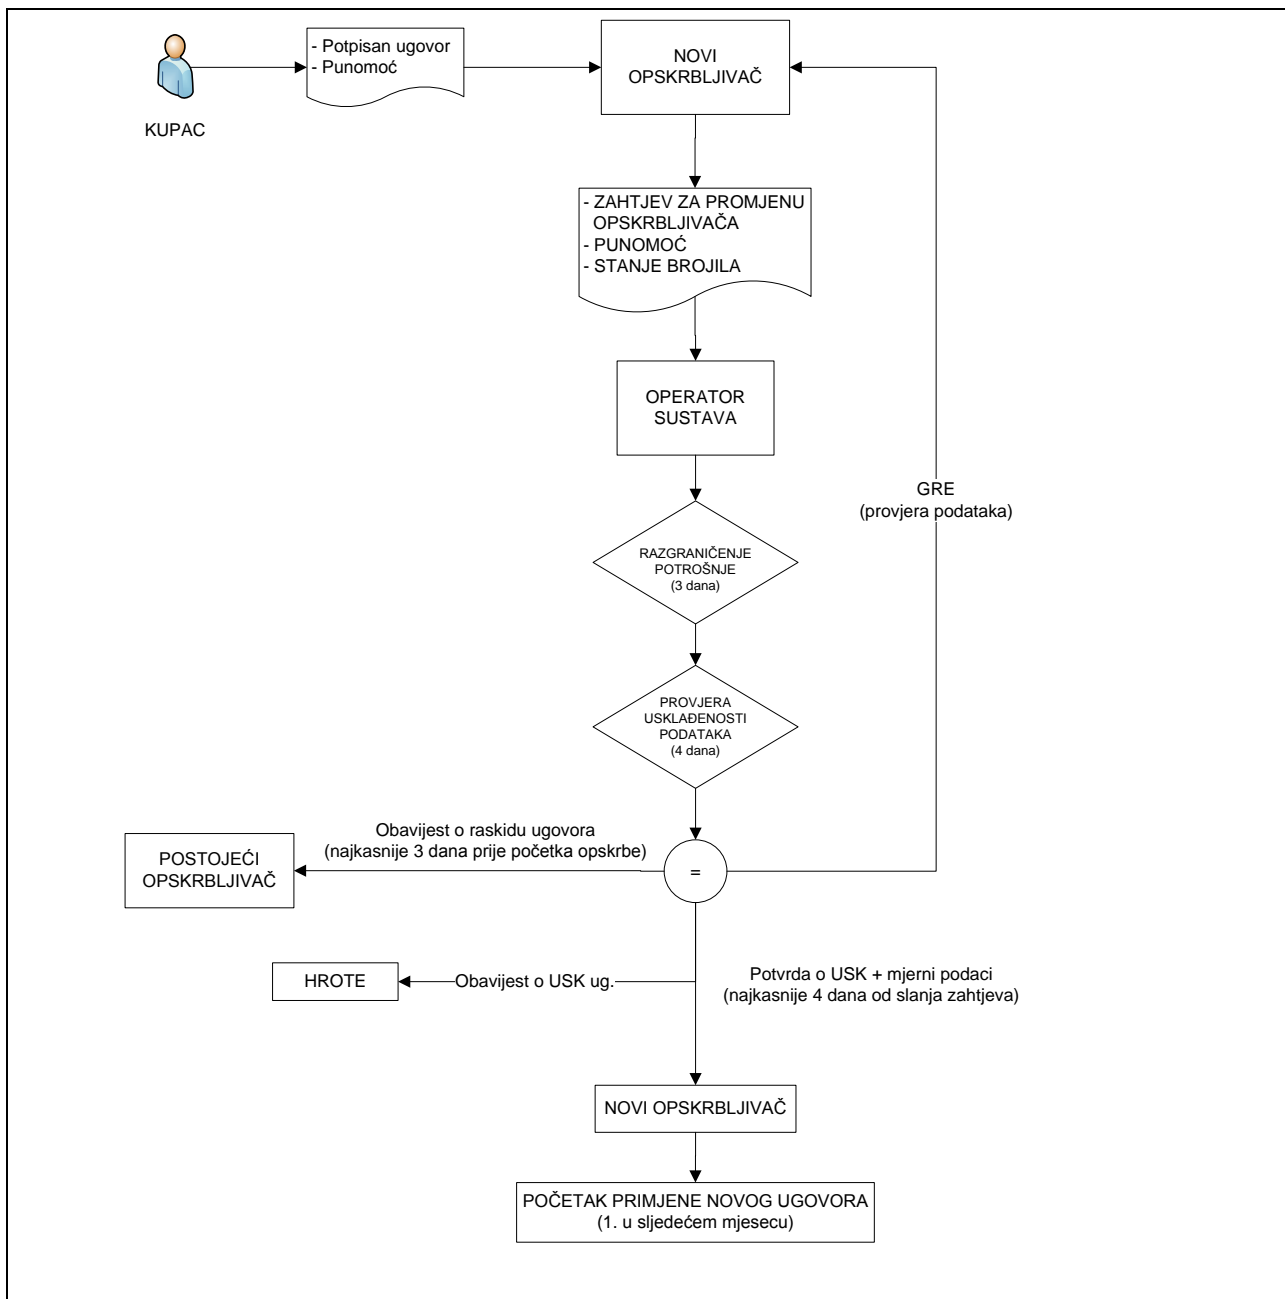 KUPAC
- Potpisan ugovor
- Punomoć
NOVI
OPSKRBLJIVAČ
- ZAHTJEV ZA PROMJENU
OPSKRBLJIVAČA
- PUNOMOĆ
- STANJE BROJILA
OPERATOR
SUSTAVA
GRE
(provjera podataka)
RAZGRANIČENJE
POTROŠNJE
(3 dana)
PROVJERA
USKLAĐENOSTI
PODATAKA
(4 dana)
Obavijest o raskidu ugovora
(najkasnije 3 dana prije početka opskrbe)
POSTOJEĆI
OPSKRBLJIVAČ
=
HROTE
Obavijest o USK ug.
Potvrda o USK + mjerni podaci
(najkasnije 4 dana od slanja zahtjeva)
NOVI OPSKRBLJIVAČ
POČETAK PRIMJENE NOVOG UGOVORA
(1. u sljedećem mjesecu)